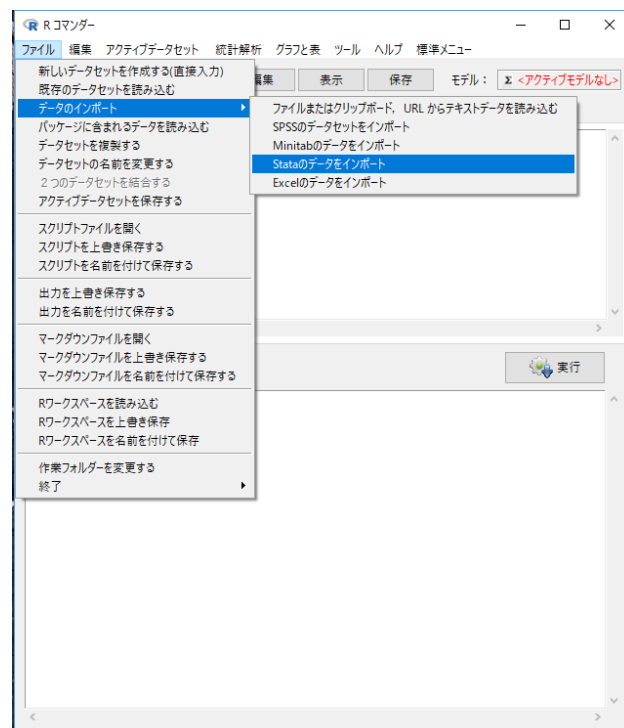 R コマンダー
ファイル 編集 アクティブデータセット 統計解析 グラフと表 ツール ヘルプ 標準メニュー
編集 表示 保存 モデル： Σ <アクティブモデルなし>
新しいデータセットを作成する(直接入力)
既存のデータセットを読み込む
データのインポート
パッケージに含まれるデータを読み込む
データセットを複製する
データセットの名前を変更する
２つのデータセットを結合する
アクティブデータセットを保存する
スクリプトファイルを開く
スクリプトを上書き保存する
スクリプトを名前を付けて保存する
出力を上書き保存する
出力を名前を付けて保存する
マークダウンファイルを開く
マークダウンファイルを上書き保存する
マークダウンファイルを名前を付けて保存する
Rワークスペースを読み込む
Rワークスペースを上書き保存
Rワークスペースを名前を付けて保存
作業フォルダーを変更する
終了
ファイルまたはクリップボード，URL からテキストデータを読み込む
SPSSのデータセットをインポート
Minitabのデータをインポート
Stataのデータをインポート
Excelのデータをインポート
実行